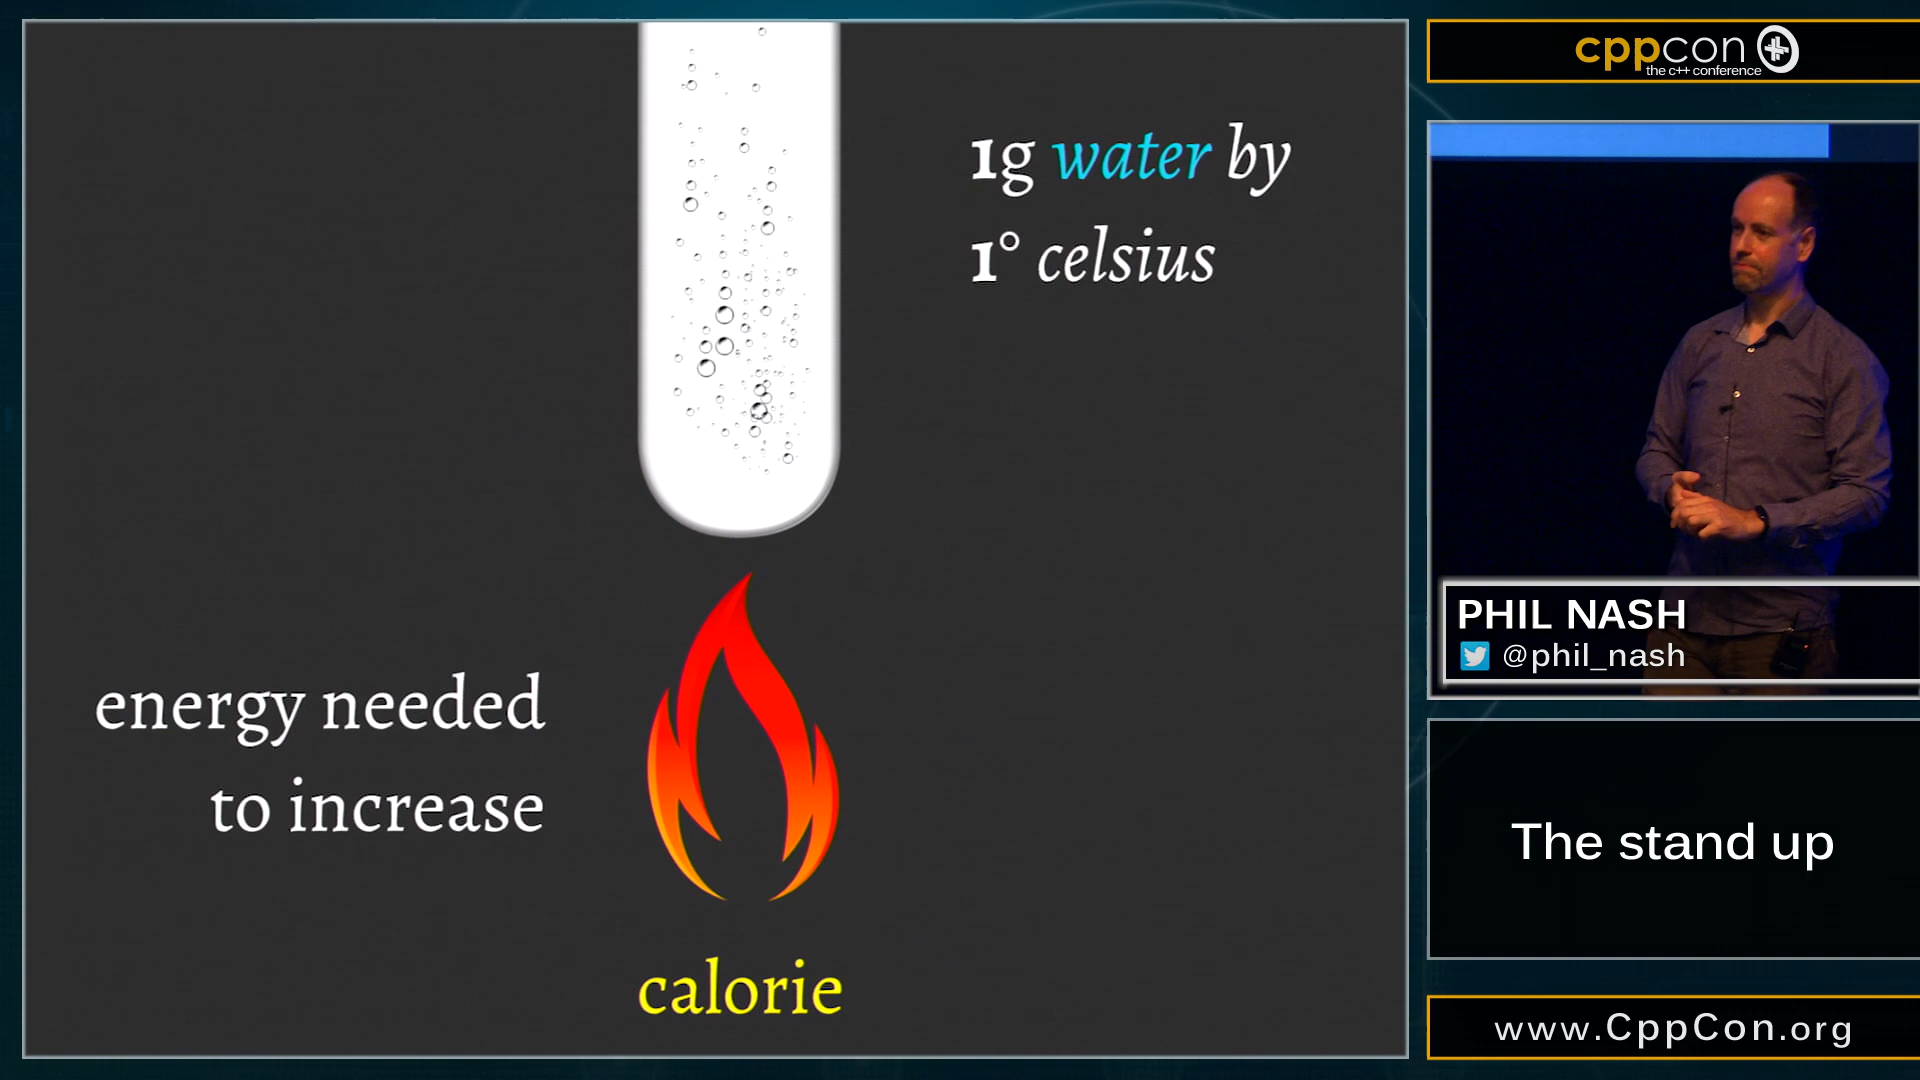 1g water by
1° celsius
energy needed
to increase
calorie
cppcon
the c++ conference
PHIL NASH
@phil_nash
The stand up
www.CppCon.org